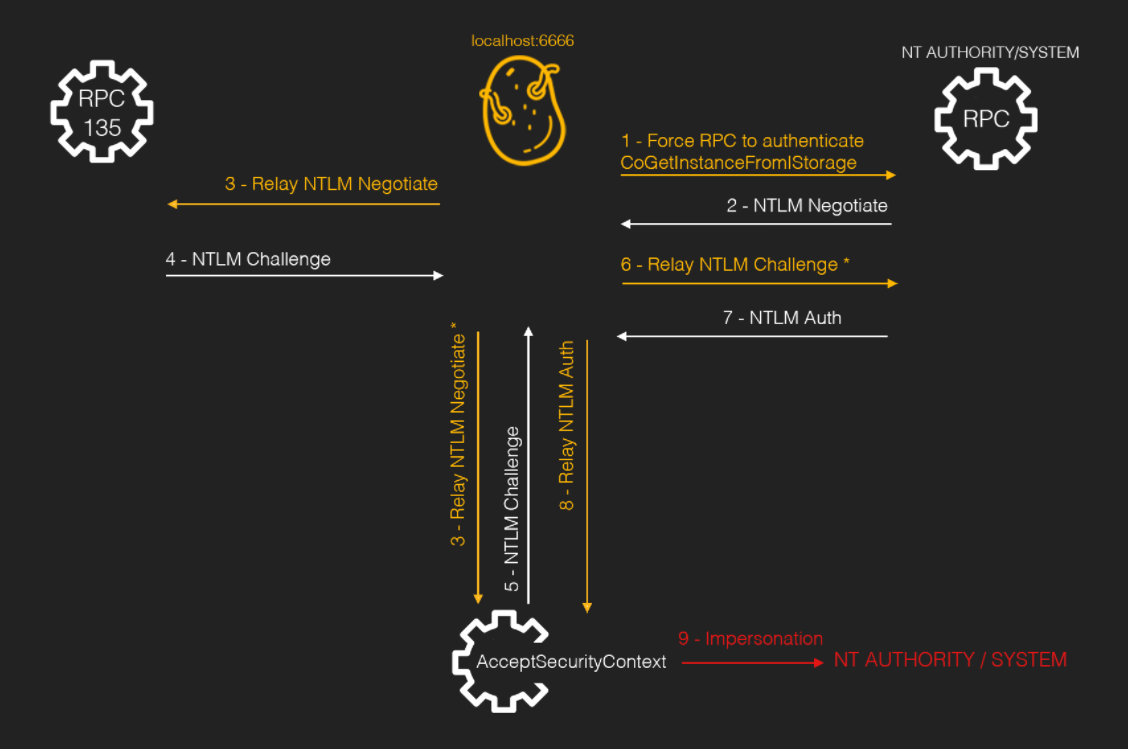 localhost:6666
NT AUTHORITY/SYSTEM
RPC
135
RPC
1 - Force RPC to authenticate
CoGetInstanceFromIStorage
3 - Relay NTLM Negotiate
2 - NTLM Negotiate
4 - NTLM Challenge
6 - Relay NTLM Challenge *
7 - NTLM Auth
3 - Relay NTLM Negotiate *
5 - NTLM Challenge
8 - Relay NTLM Auth
AcceptSecurityContext
9 - Impersonation
NT AUTHORITY / SYSTEM